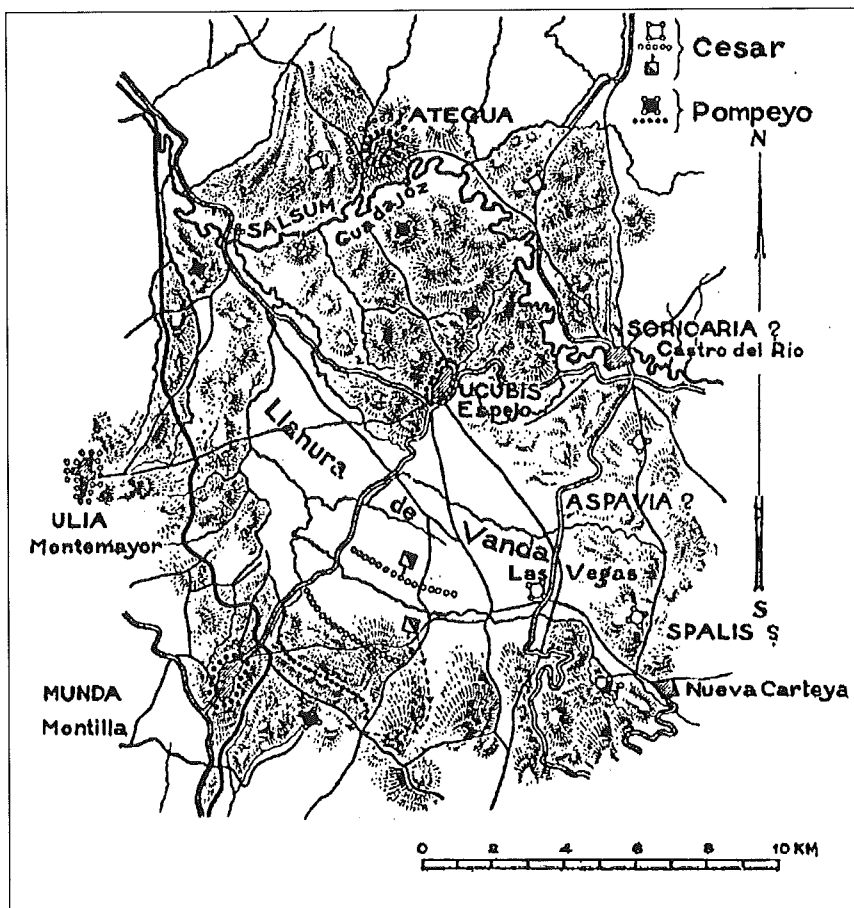 Cesar
Pompeyo
N
ATEGUA
SALSUM
Guadajoz
SORICARIA ?
Castro del Río
UCUBIS
Espejo
Llanura
de
Vanda
ULIA
Montemayor
ASPAVIA ?
Las Vegas
S
SPALIS ?
MUNDA
Montilla
Nueva Carteya
0 2 4 6 8 10 KM